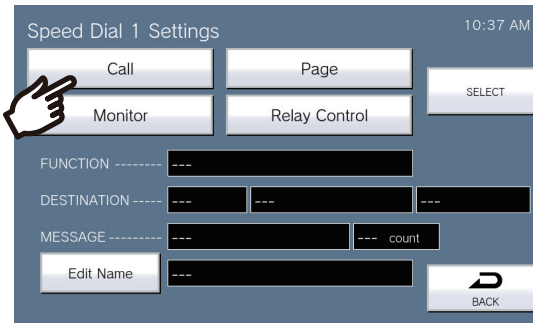 Speed Dial 1 Settings 10:37 AM
Call Page
SELECT
Monitor Relay Control
FUNCTION -------- ---
DESTINATION ----- --- --- ---
MESSAGE --------- --- --- count
Edit Name ---
BACK